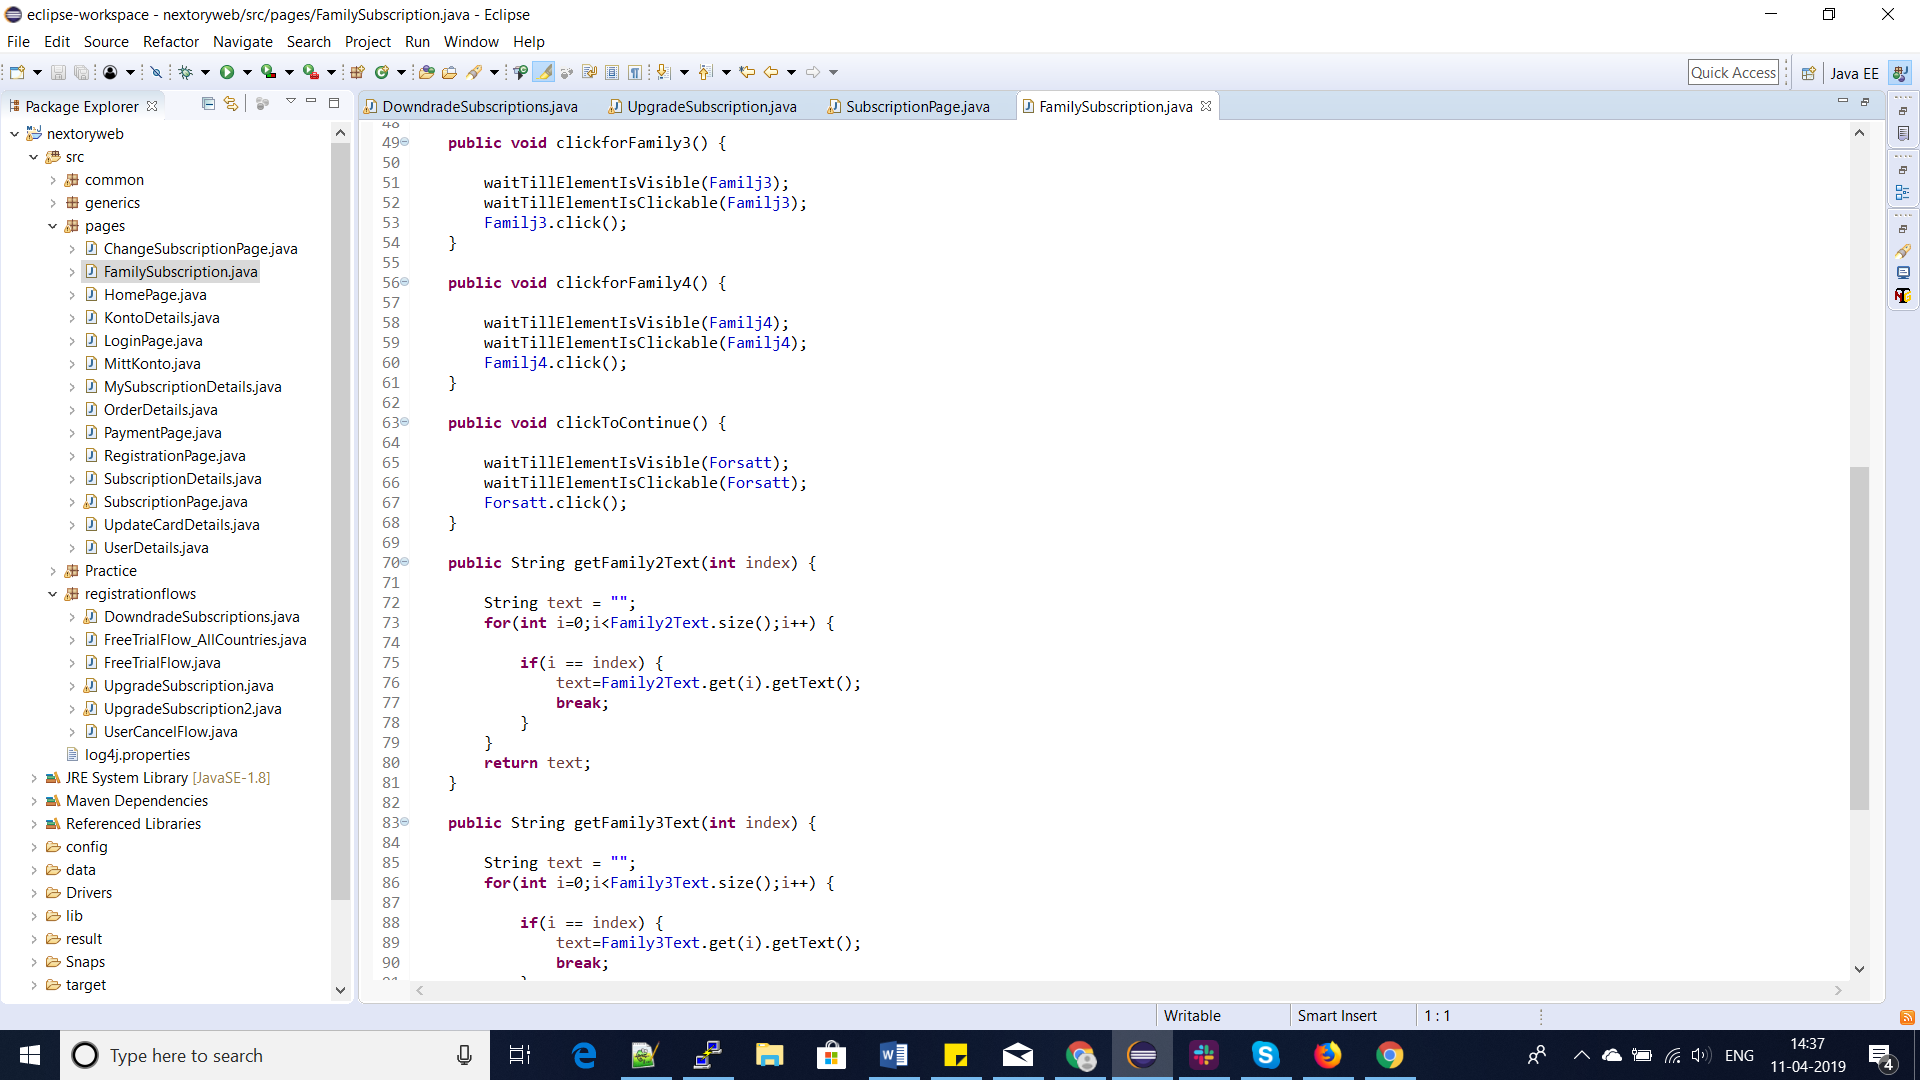 eclipse-workspace - nextoryweb/src/pages/FamilySubscription.java - Eclipse
File Edit Source Refactor Navigate Search Project Run Window Help
Quick Access Java EE
Package Explorer
DowndradeSubscriptions.java UpgradeSubscription.java SubscriptionPage.java FamilySubscription.java
nextoryweb
src
common
generics
pages
ChangeSubscriptionPage.java
FamilySubscription.java
HomePage.java
KontoDetails.java
LoginPage.java
MittKonto.java
MySubscriptionDetails.java
OrderDetails.java
PaymentPage.java
RegistrationPage.java
SubscriptionDetails.java
SubscriptionPage.java
UpdateCardDetails.java
UserDetails.java
Practice
registrationflows
DowndradeSubscriptions.java
FreeTrialFlow_AllCountries.java
FreeTrialFlow.java
UpgradeSubscription.java
UpgradeSubscription2.java
UserCancelFlow.java
log4j.properties
JRE System Library [JavaSE-1.8]
Maven Dependencies
Referenced Libraries
config
data
Drivers
lib
result
Snaps
target
48
49 public void clickforFamily3() {
50
51 waitTillElementIsVisible(Familj3);
52 waitTillElementIsClickable(Familj3);
53 Familj3.click();
54 }
55
56 public void clickforFamily4() {
57
58 waitTillElementIsVisible(Familj4);
59 waitTillElementIsClickable(Familj4);
60 Familj4.click();
61 }
62
63 public void clickToContinue() {
64
65 waitTillElementIsVisible(Forsatt);
66 waitTillElementIsClickable(Forsatt);
67 Forsatt.click();
68 }
69
70 public String getFamily2Text(int index) {
71
72 String text = "";
73 for(int i=0;i<Family2Text.size();i++) {
74
75 if(i == index) {
76 text=Family2Text.get(i).getText();
77 break;
78 }
79 }
80 return text;
81 }
82
83 public String getFamily3Text(int index) {
84
85 String text = "";
86 for(int i=0;i<Family3Text.size();i++) {
87
88 if(i == index) {
89 text=Family3Text.get(i).getText();
90 break;
91 }
Writable Smart Insert 1 : 1
Type here to search
ENG
14:37
11-04-2019
4